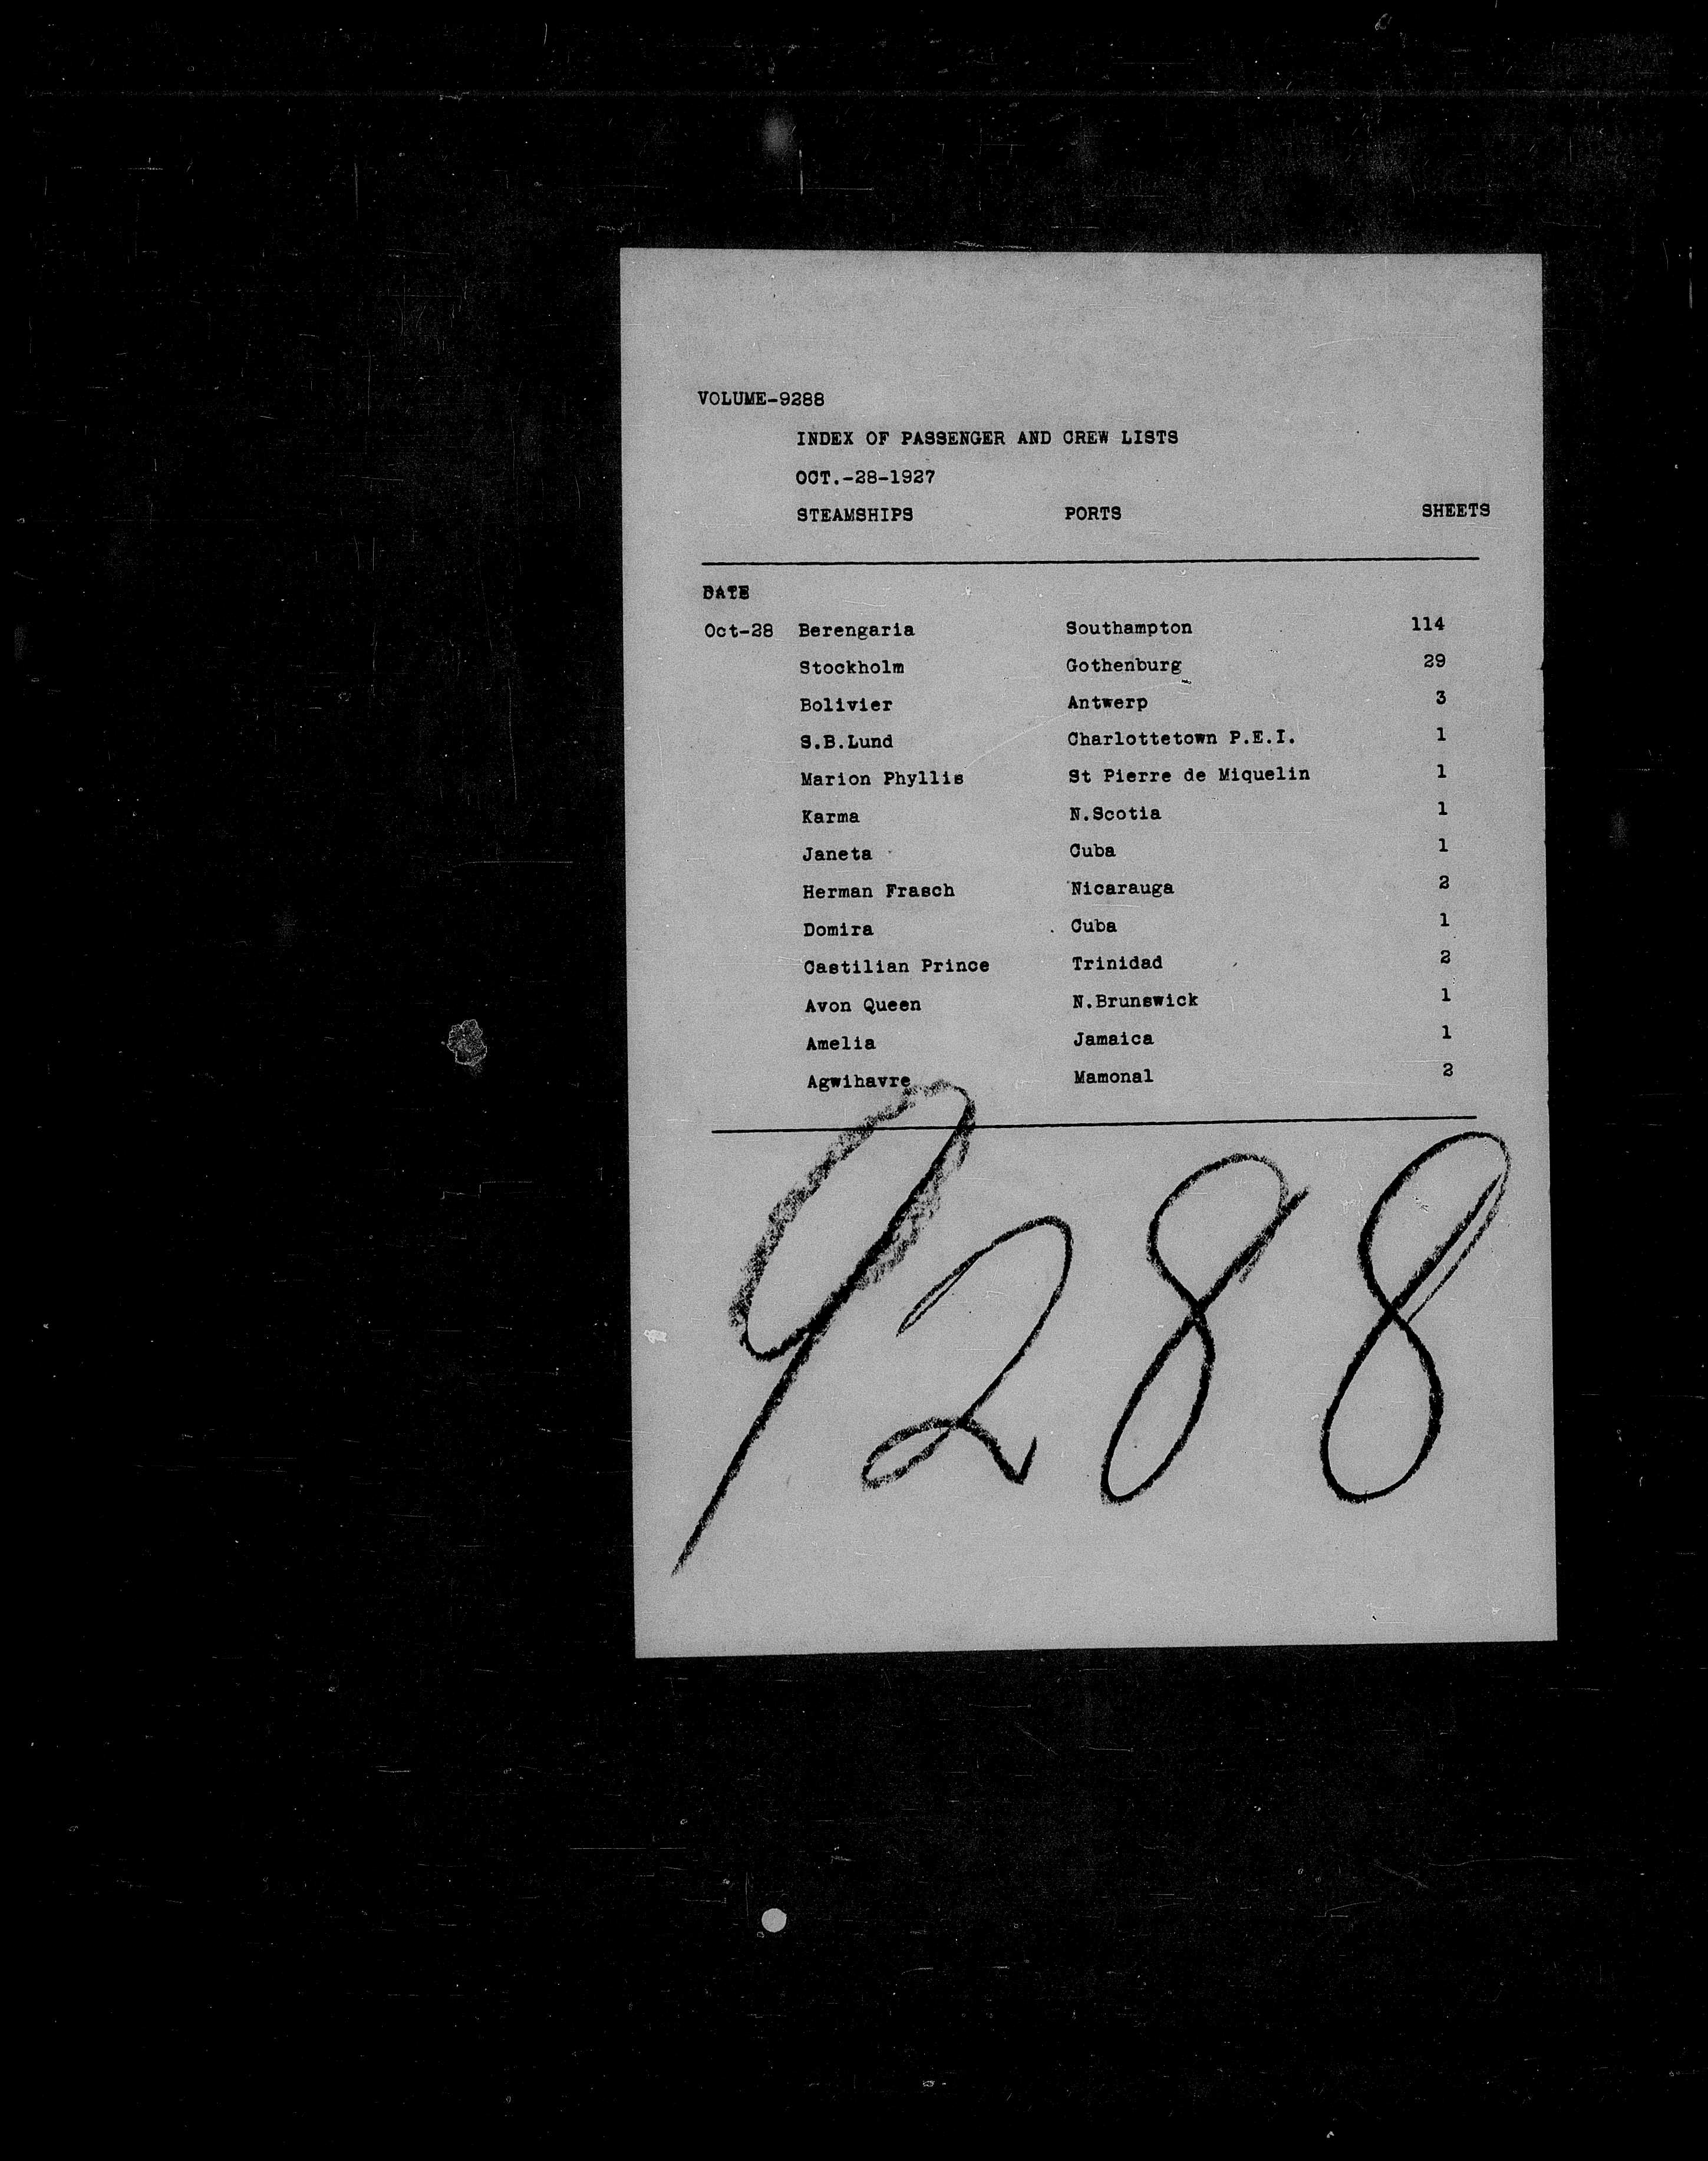 VOLUME-9288
INDEX OF PASSENGER AND CREW LISTS
OCT.-28-1927
STEAMSHIPS PORTS SHEETS
DATE
Oct-28 Berengaria Southampton 114
Stockholm Gothenburg 29
Bolivier Antwerp 3
S.B.Lund Charlottetown P.E.I. 1
Marion Phyllis St Pierre de Miquelin 1
Karma N.Scotia 1
Janeta Cuba 1
Herman Frasch Nicarauga 2
Domira Cuba 1
Castilian Prince Trinidad 2
Avon Queen N.Brunswick 1
Amelia Jamaica 1
Agwihavre Mamonal 2
9288